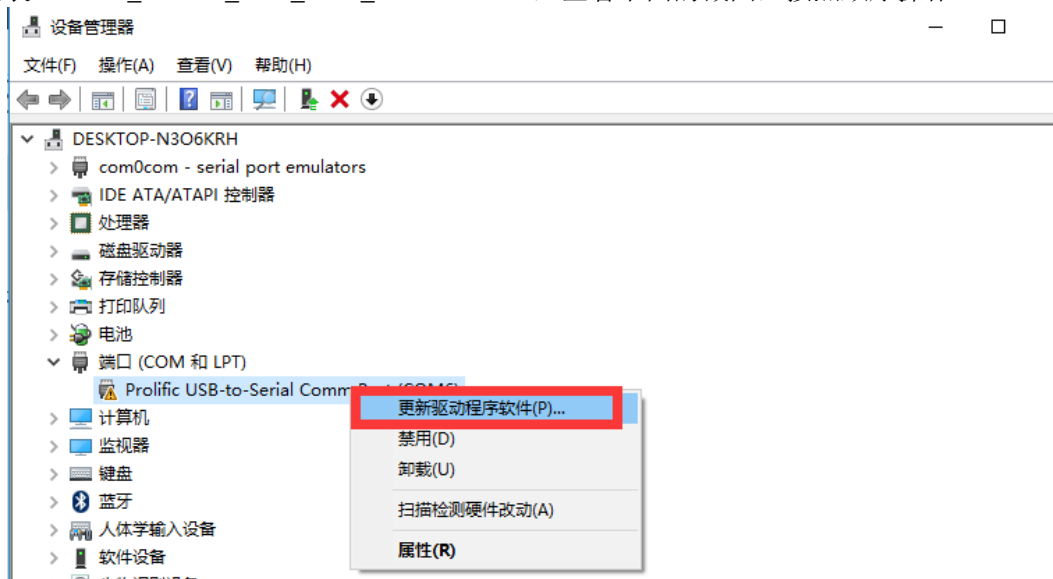 设备管理器
文件(F) 操作(A) 查看(V) 帮助(H)
DESKTOP-N3O6KRH
com0com - serial port emulators
IDE ATA/ATAPI 控制器
处理器
磁盘驱动器
存储控制器
打印队列
电池
端口 (COM 和 LPT)
Prolific USB-to-Serial Comm
更新驱动程序软件(P)...
计算机
禁用(D)
监视器
卸载(U)
键盘
蓝牙
扫描检测硬件改动(A)
人体学输入设备
属性(R)
软件设备